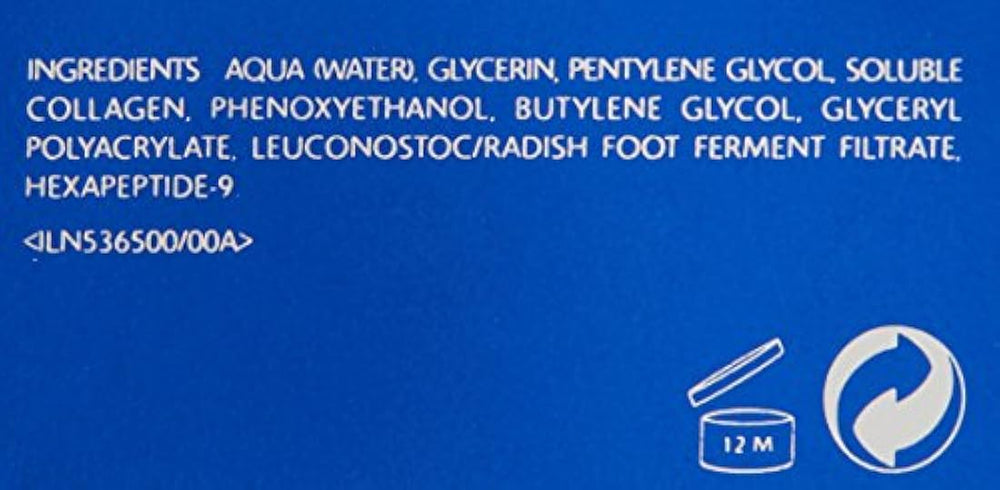 INGREDIENTS AQUA (WATER), GLYCERIN, PENTYLENE GLYCOL, SOLUBLE
COLLAGEN, PHENOXYETHANOL, BUTYLENE GLYCOL, GLYCERYL
POLYACRYLATE, LEUCONOSTOC/RADISH FOOT FERMENT FILTRATE,
HEXAPEPTIDE-9
<ILN536500/00A>
12 M